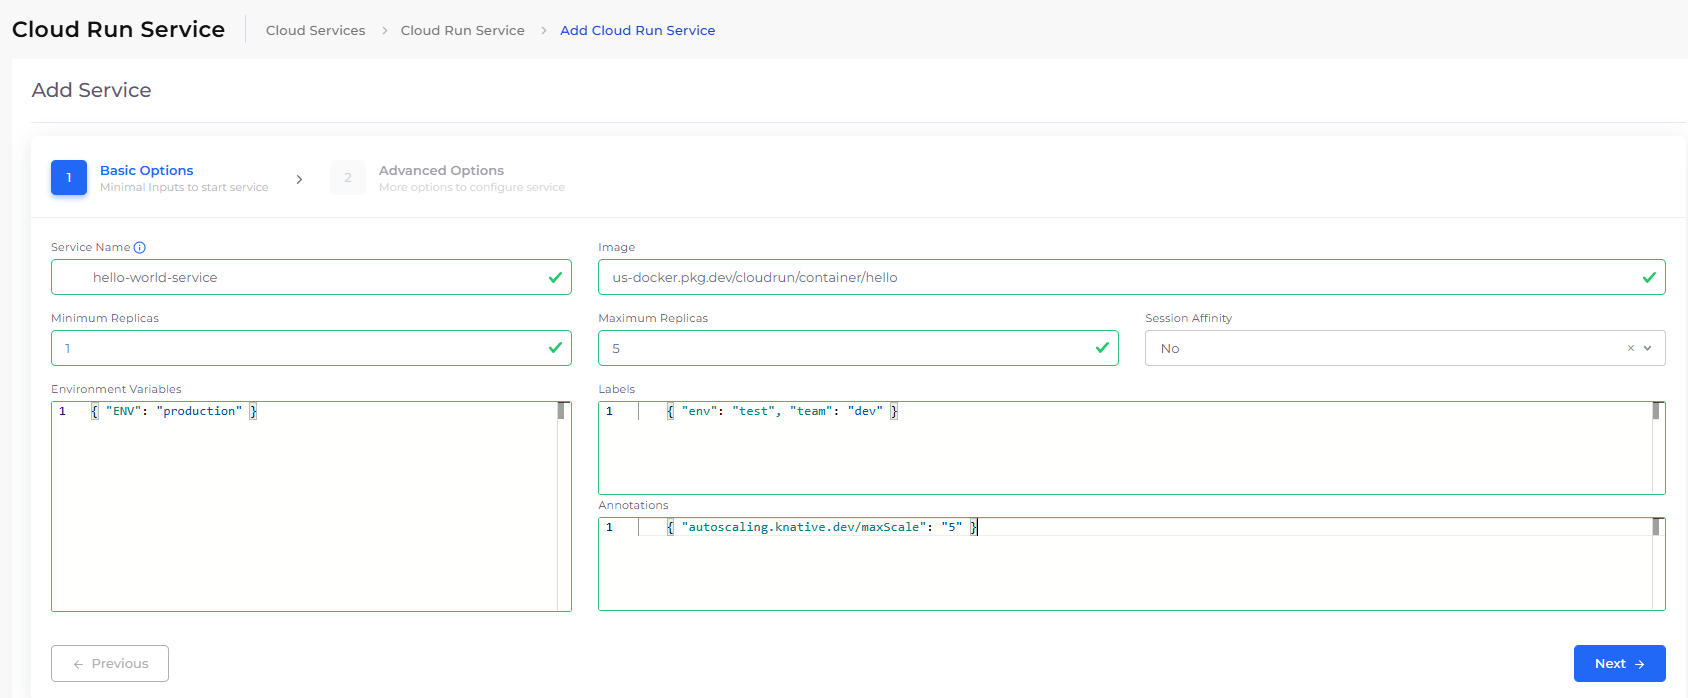 Cloud Run Service
Cloud Services > Cloud Run Service > Add Cloud Run Service
Add Service
1
Basic Options
Minimal Inputs to start service
2
Advanced Options
More options to configure service
Service Name
hello-world-service
Image
us-docker.pkg.dev/cloudrun/container/hello
Minimum Replicas
1
Maximum Replicas
5
Session Affinity
No
Environment Variables
1 { "ENV": "production" }
Labels
1 { "env": "test", "team": "dev" }
Annotations
1 { "autoscaling.knative.dev/maxScale": "5" }
← Previous
Next →